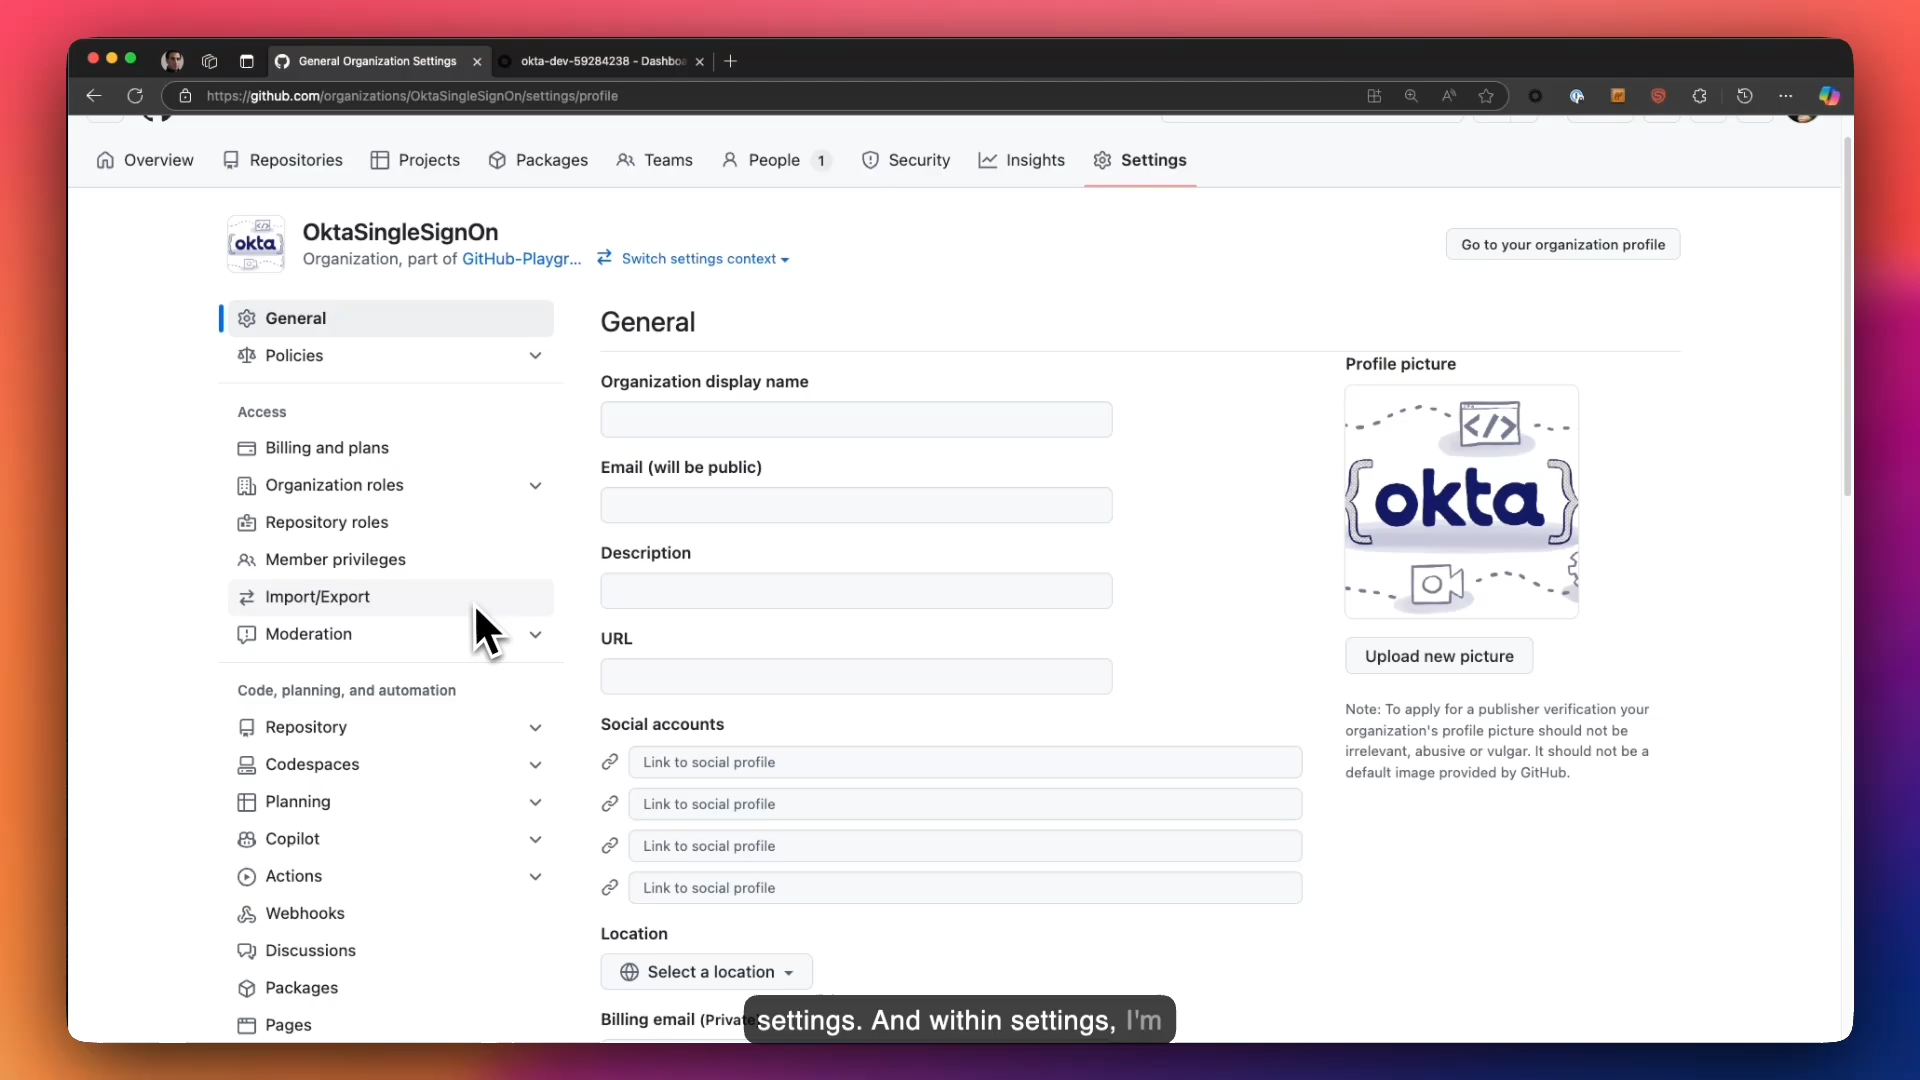 General Organization Settings
okta-dev-59284238 - Dashboa
https://github.com/organizations/OktaSingleSignOn/settings/profile
Overview
Repositories
Projects
Packages
Teams
People 1
Security
Insights
Settings
okta
OktaSingleSignOn
Organization, part of GitHub-Playgr...
Switch settings context
Go to your organization profile
General
Policies
Access
Billing and plans
Organization roles
Repository roles
Member privileges
Import/Export
Moderation
Code, planning, and automation
Repository
Codespaces
Planning
Copilot
Actions
Webhooks
Discussions
Packages
Pages
General
Organization display name
Email (will be public)
Description
URL
Social accounts
Link to social profile
Link to social profile
Link to social profile
Link to social profile
Location
Select a location
Billing email (Private
Profile picture
</>
{okta}
Upload new picture
Note: To apply for a publisher verification your
organization's profile picture should not be
irrelevant, abusive or vulgar. It should not be a
default image provided by GitHub.
settings. And within settings, I'm